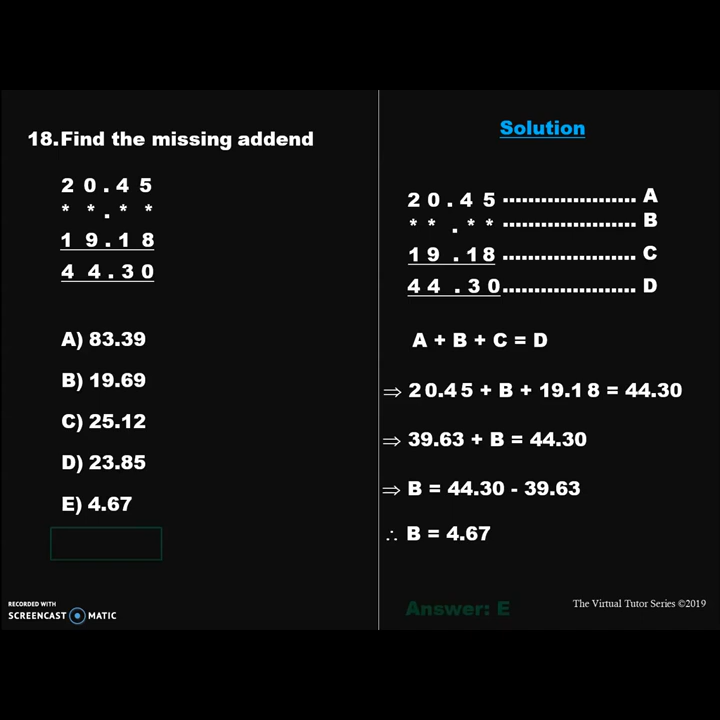 18.Find the missing addend
2 0 . 4 5
* * . * *
1 9 . 1 8
4 4 . 3 0
A) 83.39
B) 19.69
C) 25.12
D) 23.85
E) 4.67
RECORDED WITH
SCREENCAST MATIC
Solution
2 0 . 4 5 ....................... A
* * . * * ....................... B
1 9 . 1 8 ....................... C
4 4 . 3 0 ....................... D
A + B + C = D
⇒ 20.45 + B + 19.18 = 44.30
⇒ 39.63 + B = 44.30
⇒ B = 44.30 - 39.63
∴ B = 4.67
Answer: E
The Virtual Tutor Series ©2019